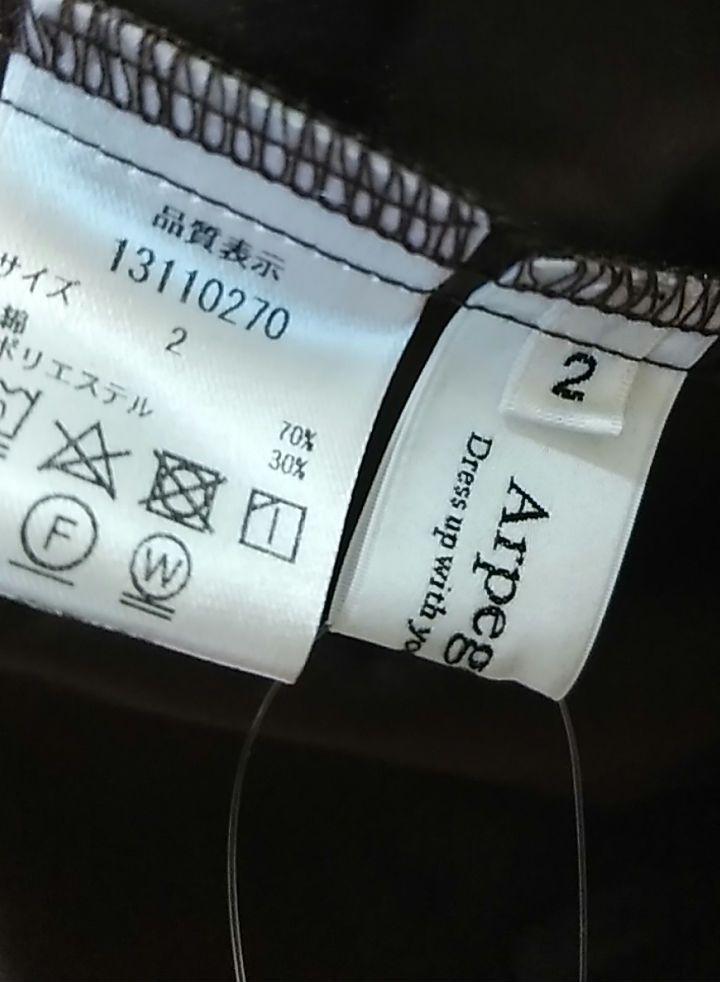 品質表示
13110270
サイズ
2
綿
70%
ポリエステル
30%
F
W
2
Arpeg
Dress up with yo